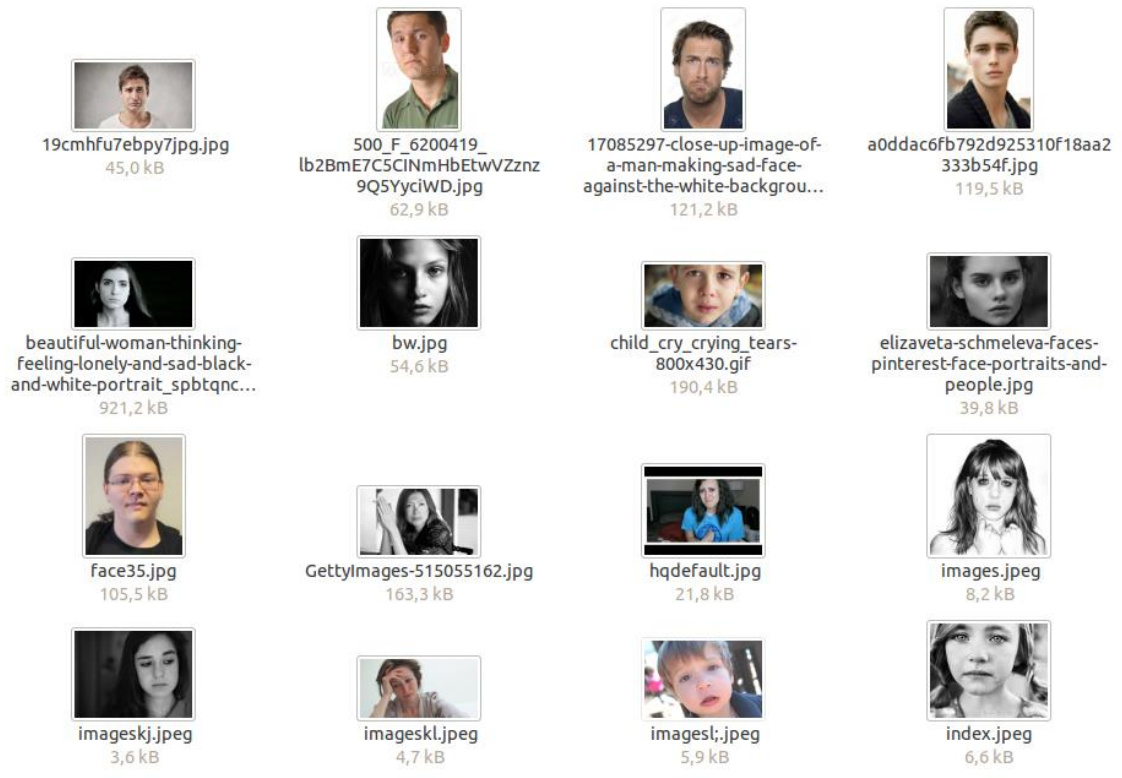 19cmhfu7ebpy7jpg.jpg
45,0 kB
500_F_6200419_
lb2BmE7C5ClNmHbEtwVZznz
9Q5YyciWD.jpg
62,9 kB
17085297-close-up-image-of-
a-man-making-sad-face-
against-the-white-backgrou…
121,2 kB
a0ddac6fb792d925310f18aa2
333b54f.jpg
119,5 kB
beautiful-woman-thinking-
feeling-lonely-and-sad-black-
and-white-portrait_spbtqnc…
921,2 kB
bw.jpg
54,6 kB
child_cry_crying_tears-
800x430.gif
190,4 kB
elizaveta-schmeleva-faces-
pinterest-face-portraits-and-
people.jpg
39,8 kB
face35.jpg
105,5 kB
GettyImages-515055162.jpg
163,3 kB
hqdefault.jpg
21,8 kB
images.jpeg
8,2 kB
imageskj.jpeg
3,6 kB
imageskl.jpeg
4,7 kB
imagesl;.jpeg
5,9 kB
index.jpeg
6,6 kB